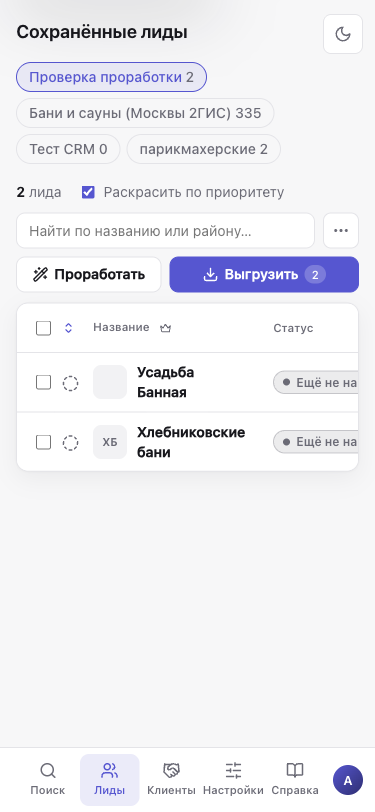 Сохранённые лиды
Проверка проработки 2
Бани и сауны (Москвы 2ГИС) 335
Тест CRM 0
парикмахерские 2
2 лида
Раскрасить по приоритету
Найти по названию или району...
Проработать
Выгрузить 2
Название
Статус
Усадьба
Банная
Ещё не на
ХБ
Хлебниковские
бани
Ещё не на
Поиск
Лиды
Клиенты
Настройки
Справка
A